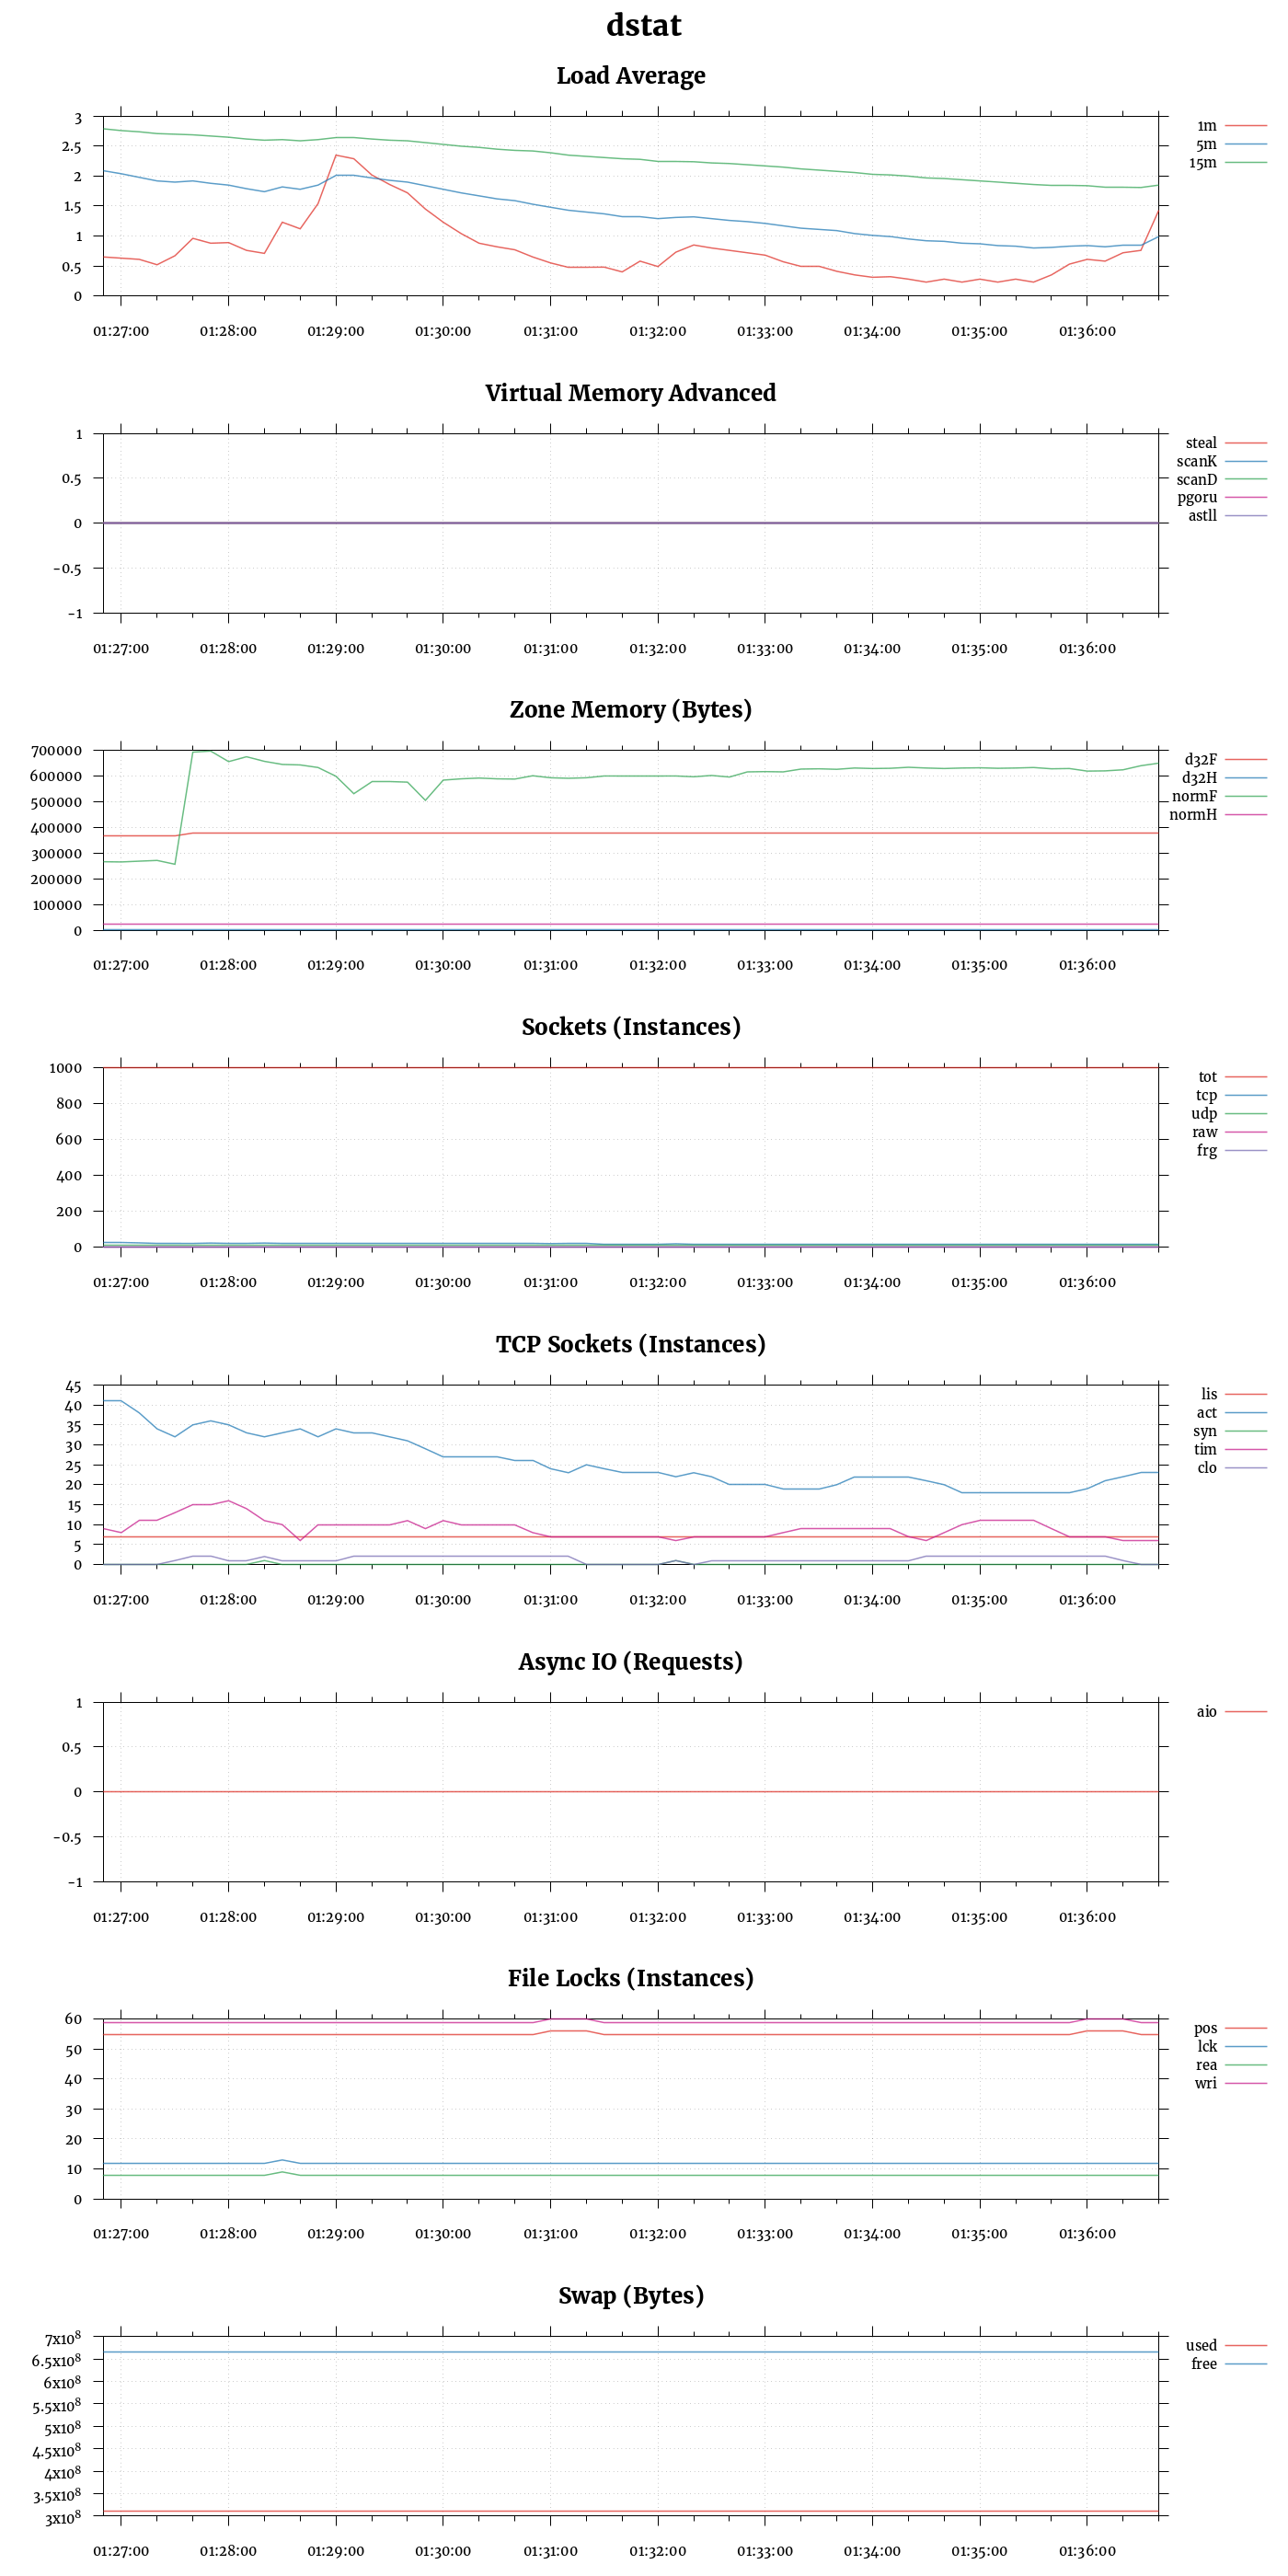 dstat
Load Average
3
2.5
2
1.5
1
0.5
0
01:27:00 01:28:00 01:29:00 01:30:00 01:31:00 01:32:00 01:33:00 01:34:00 01:35:00 01:36:00
1m
5m
15m
Virtual Memory Advanced
1
0.5
0
-0.5
-1
01:27:00 01:28:00 01:29:00 01:30:00 01:31:00 01:32:00 01:33:00 01:34:00 01:35:00 01:36:00
steal
scanK
scanD
pgoru
astll
Zone Memory (Bytes)
700000
600000
500000
400000
300000
200000
100000
0
01:27:00 01:28:00 01:29:00 01:30:00 01:31:00 01:32:00 01:33:00 01:34:00 01:35:00 01:36:00
d32F
d32H
normF
normH
Sockets (Instances)
1000
800
600
400
200
0
01:27:00 01:28:00 01:29:00 01:30:00 01:31:00 01:32:00 01:33:00 01:34:00 01:35:00 01:36:00
tot
tcp
udp
raw
frg
TCP Sockets (Instances)
45
40
35
30
25
20
15
10
5
0
01:27:00 01:28:00 01:29:00 01:30:00 01:31:00 01:32:00 01:33:00 01:34:00 01:35:00 01:36:00
lis
act
syn
tim
clo
Async IO (Requests)
1
0.5
0
-0.5
-1
01:27:00 01:28:00 01:29:00 01:30:00 01:31:00 01:32:00 01:33:00 01:34:00 01:35:00 01:36:00
aio
File Locks (Instances)
60
50
40
30
20
10
0
01:27:00 01:28:00 01:29:00 01:30:00 01:31:00 01:32:00 01:33:00 01:34:00 01:35:00 01:36:00
pos
lck
rea
wri
Swap (Bytes)
7x10⁸
6.5x10⁸
6x10⁸
5.5x10⁸
5x10⁸
4.5x10⁸
4x10⁸
3.5x10⁸
3x10⁸
01:27:00 01:28:00 01:29:00 01:30:00 01:31:00 01:32:00 01:33:00 01:34:00 01:35:00 01:36:00
used
free